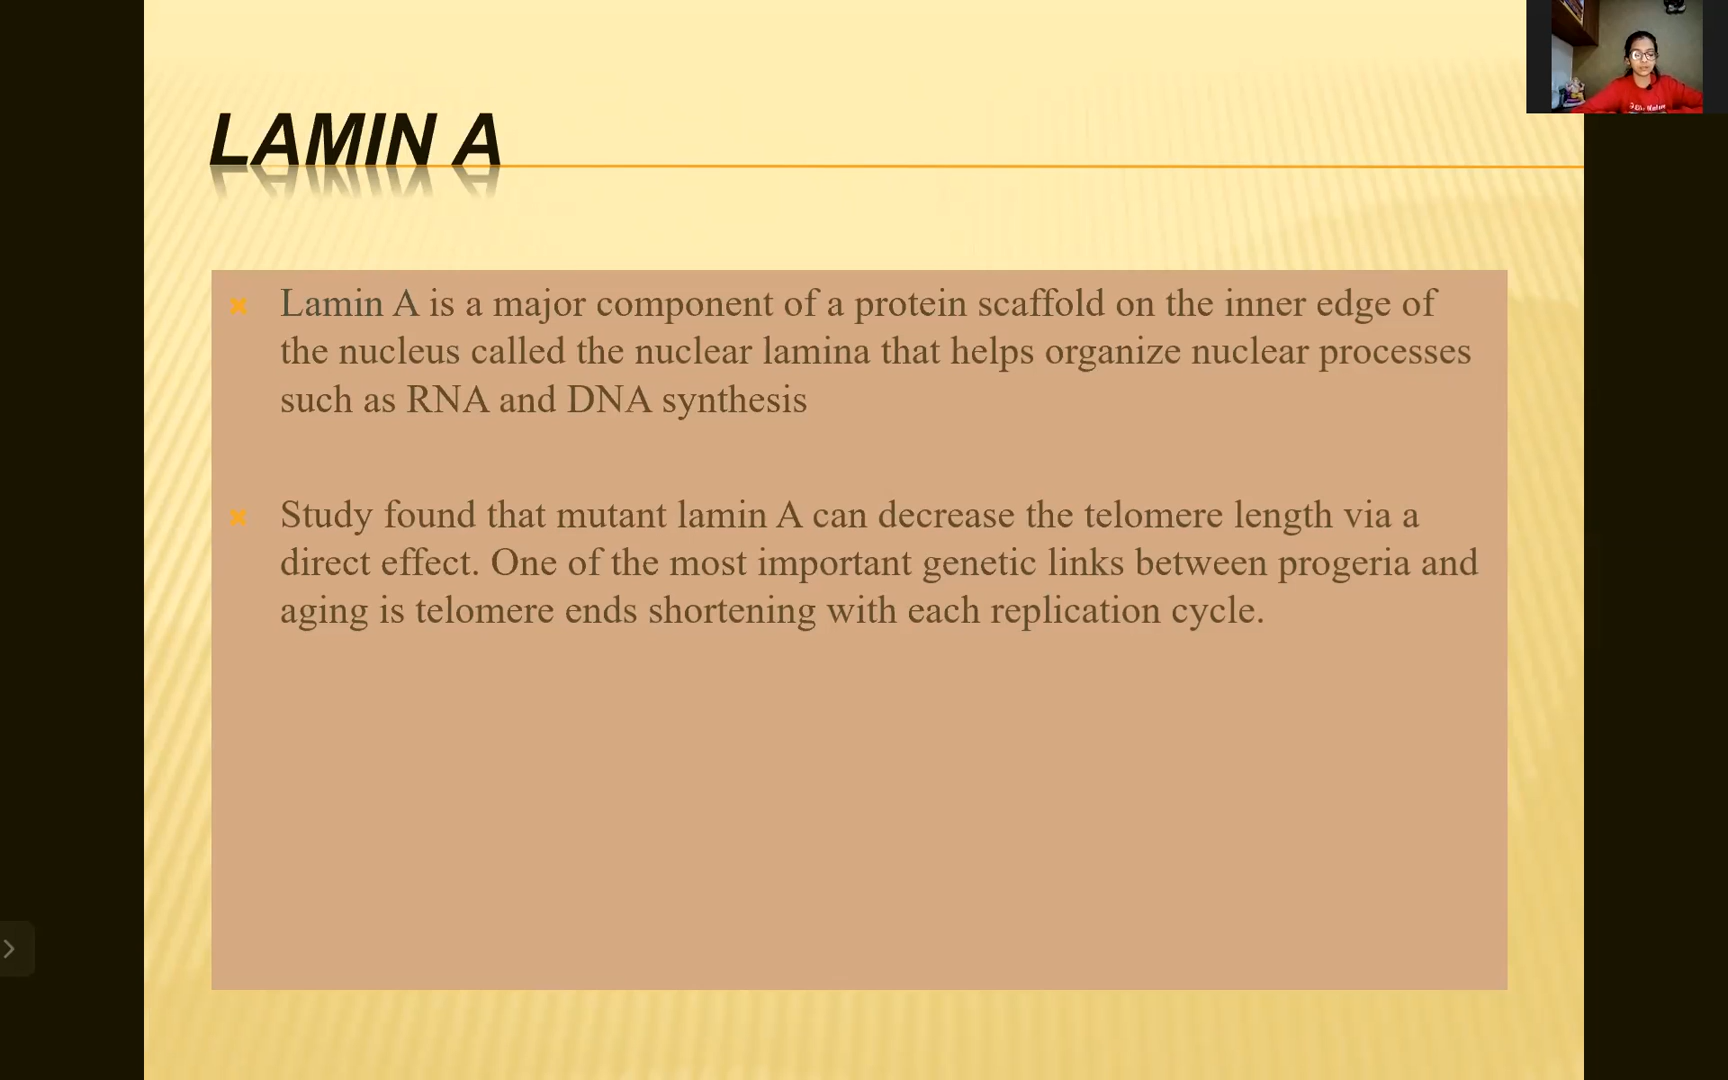 LAMIN A
Lamin A is a major component of a protein scaffold on the inner edge of
the nucleus called the nuclear lamina that helps organize nuclear processes
such as RNA and DNA synthesis
Study found that mutant lamin A can decrease the telomere length via a
direct effect. One of the most important genetic links between progeria and
aging is telomere ends shortening with each replication cycle.